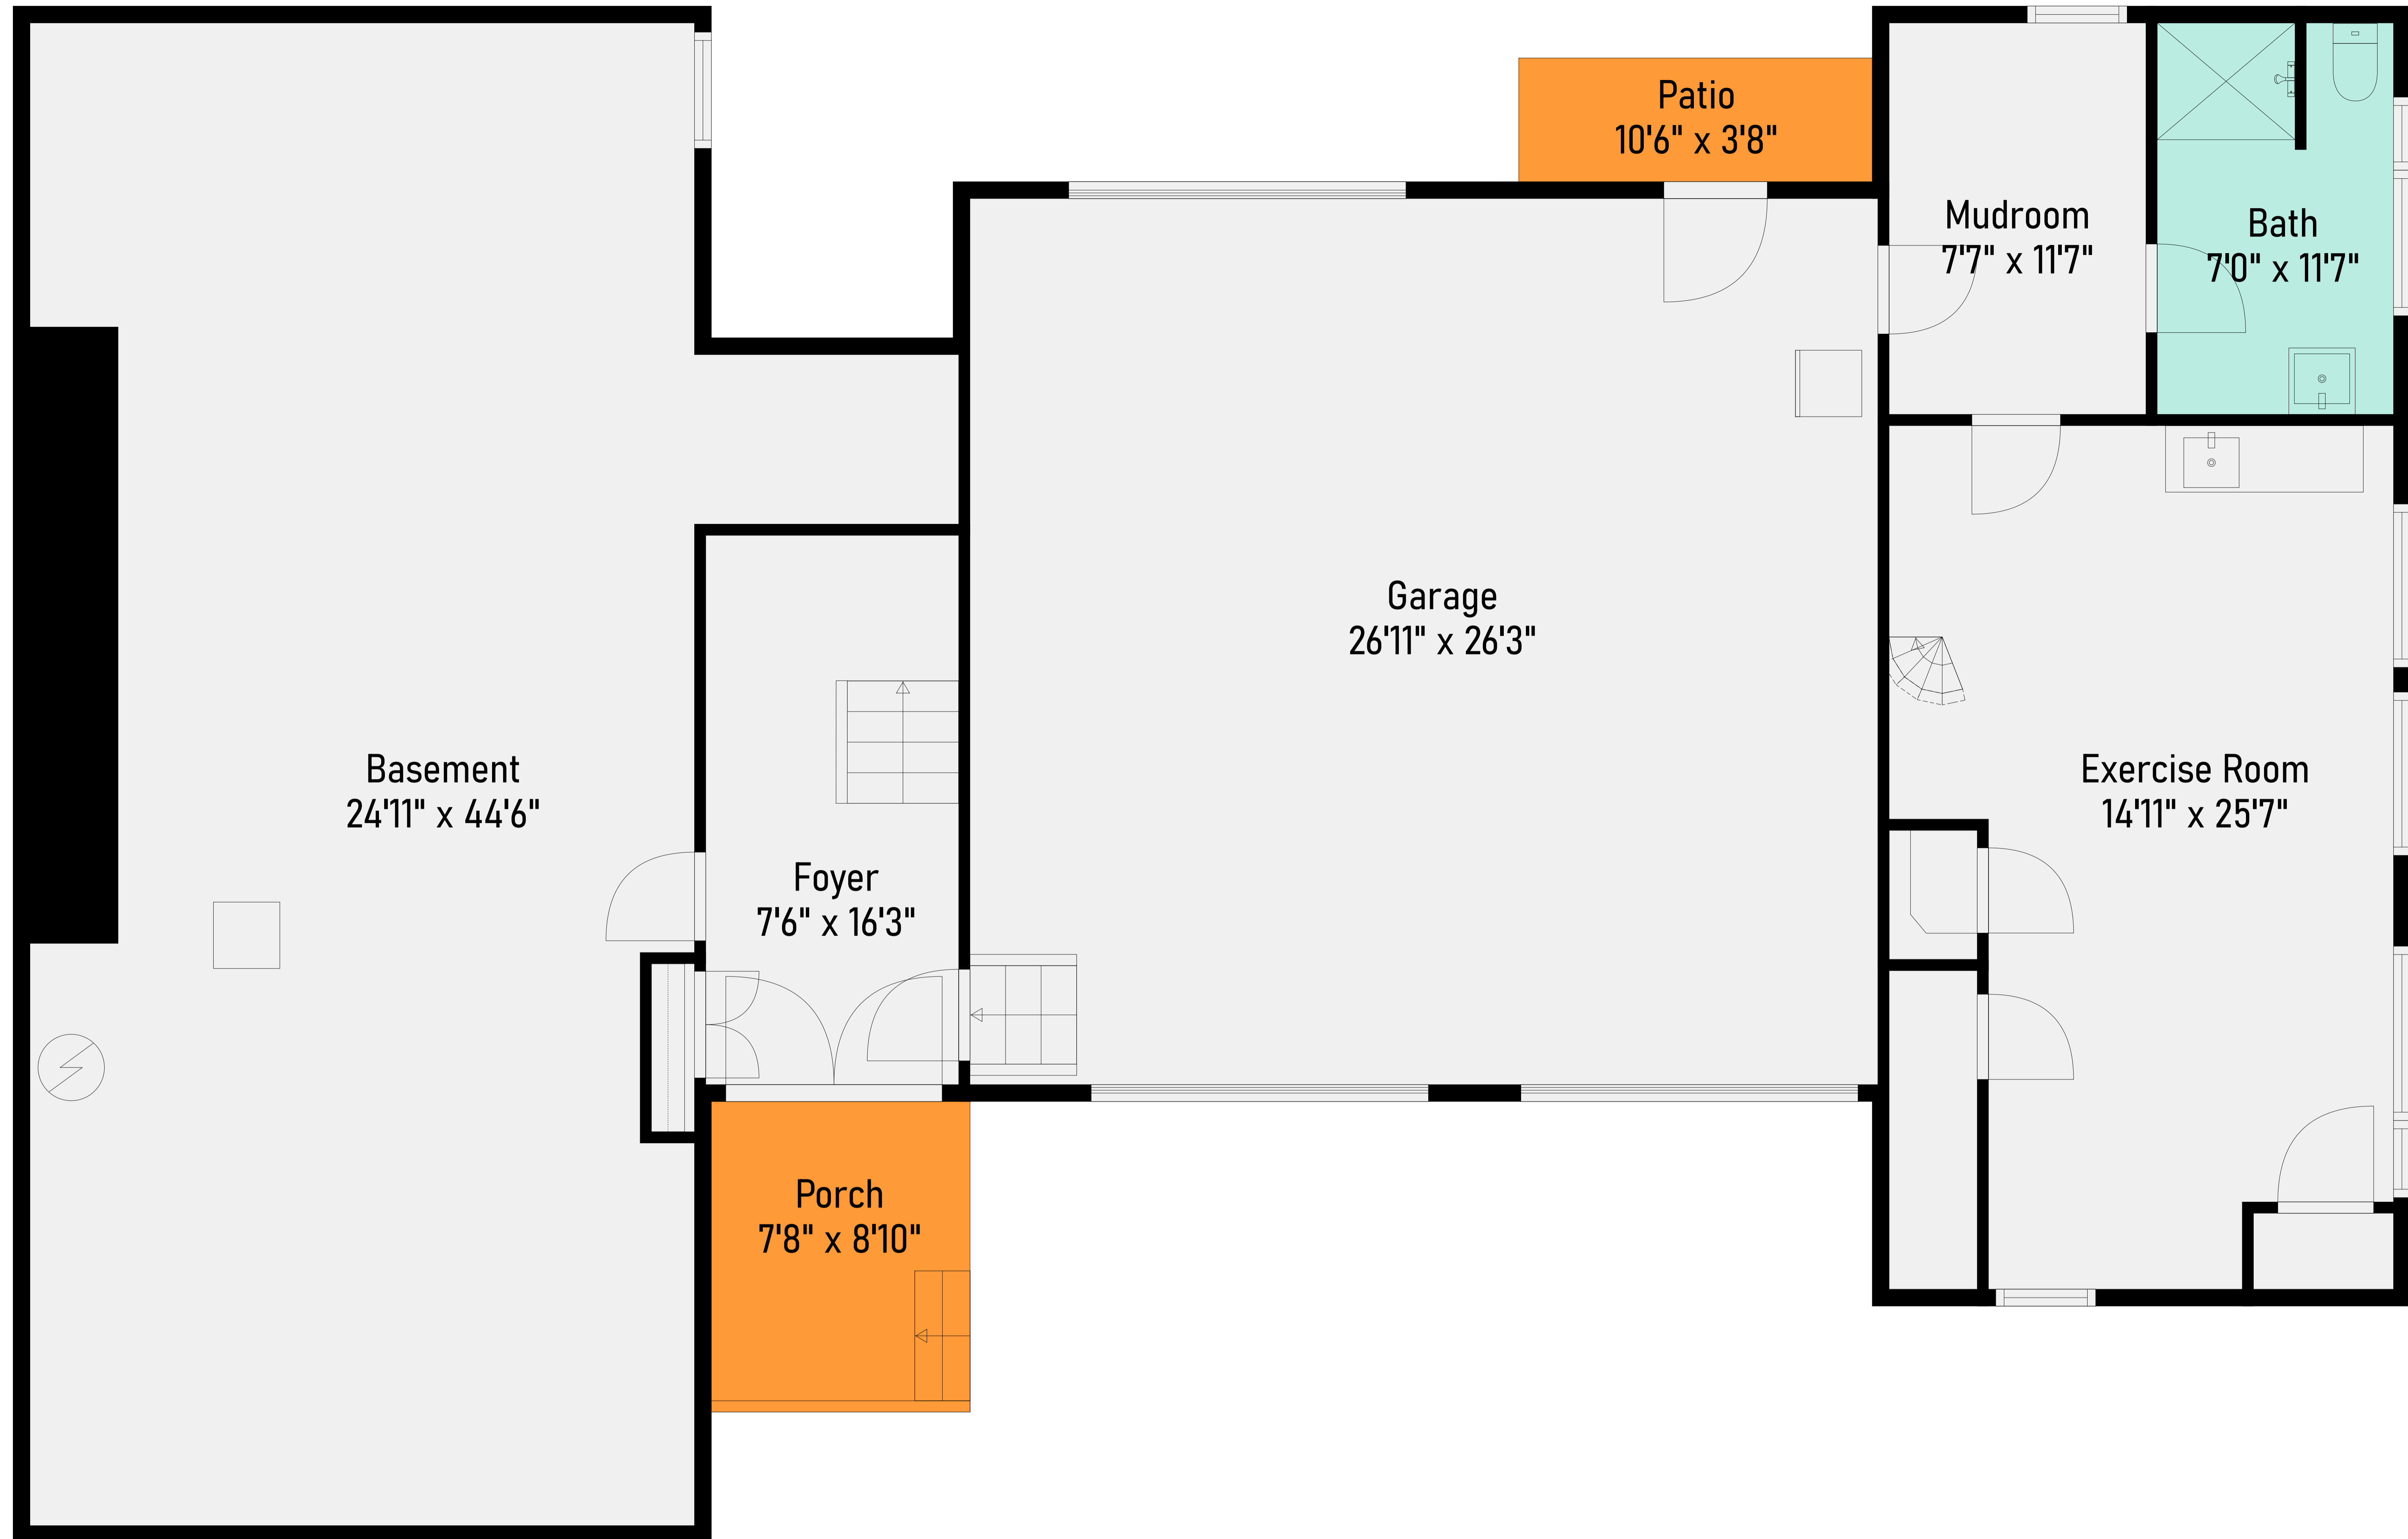 Patio
10'6" x 3'8"
Mudroom
7'7" x 11'7"
Bath
7'0" x 11'7"
Garage
26'11" x 26'3"
Basement
24'11" x 44'6"
Exercise Room
14'11" x 25'7"
Foyer
7'6" x 16'3"
Porch
7'8" x 8'10"